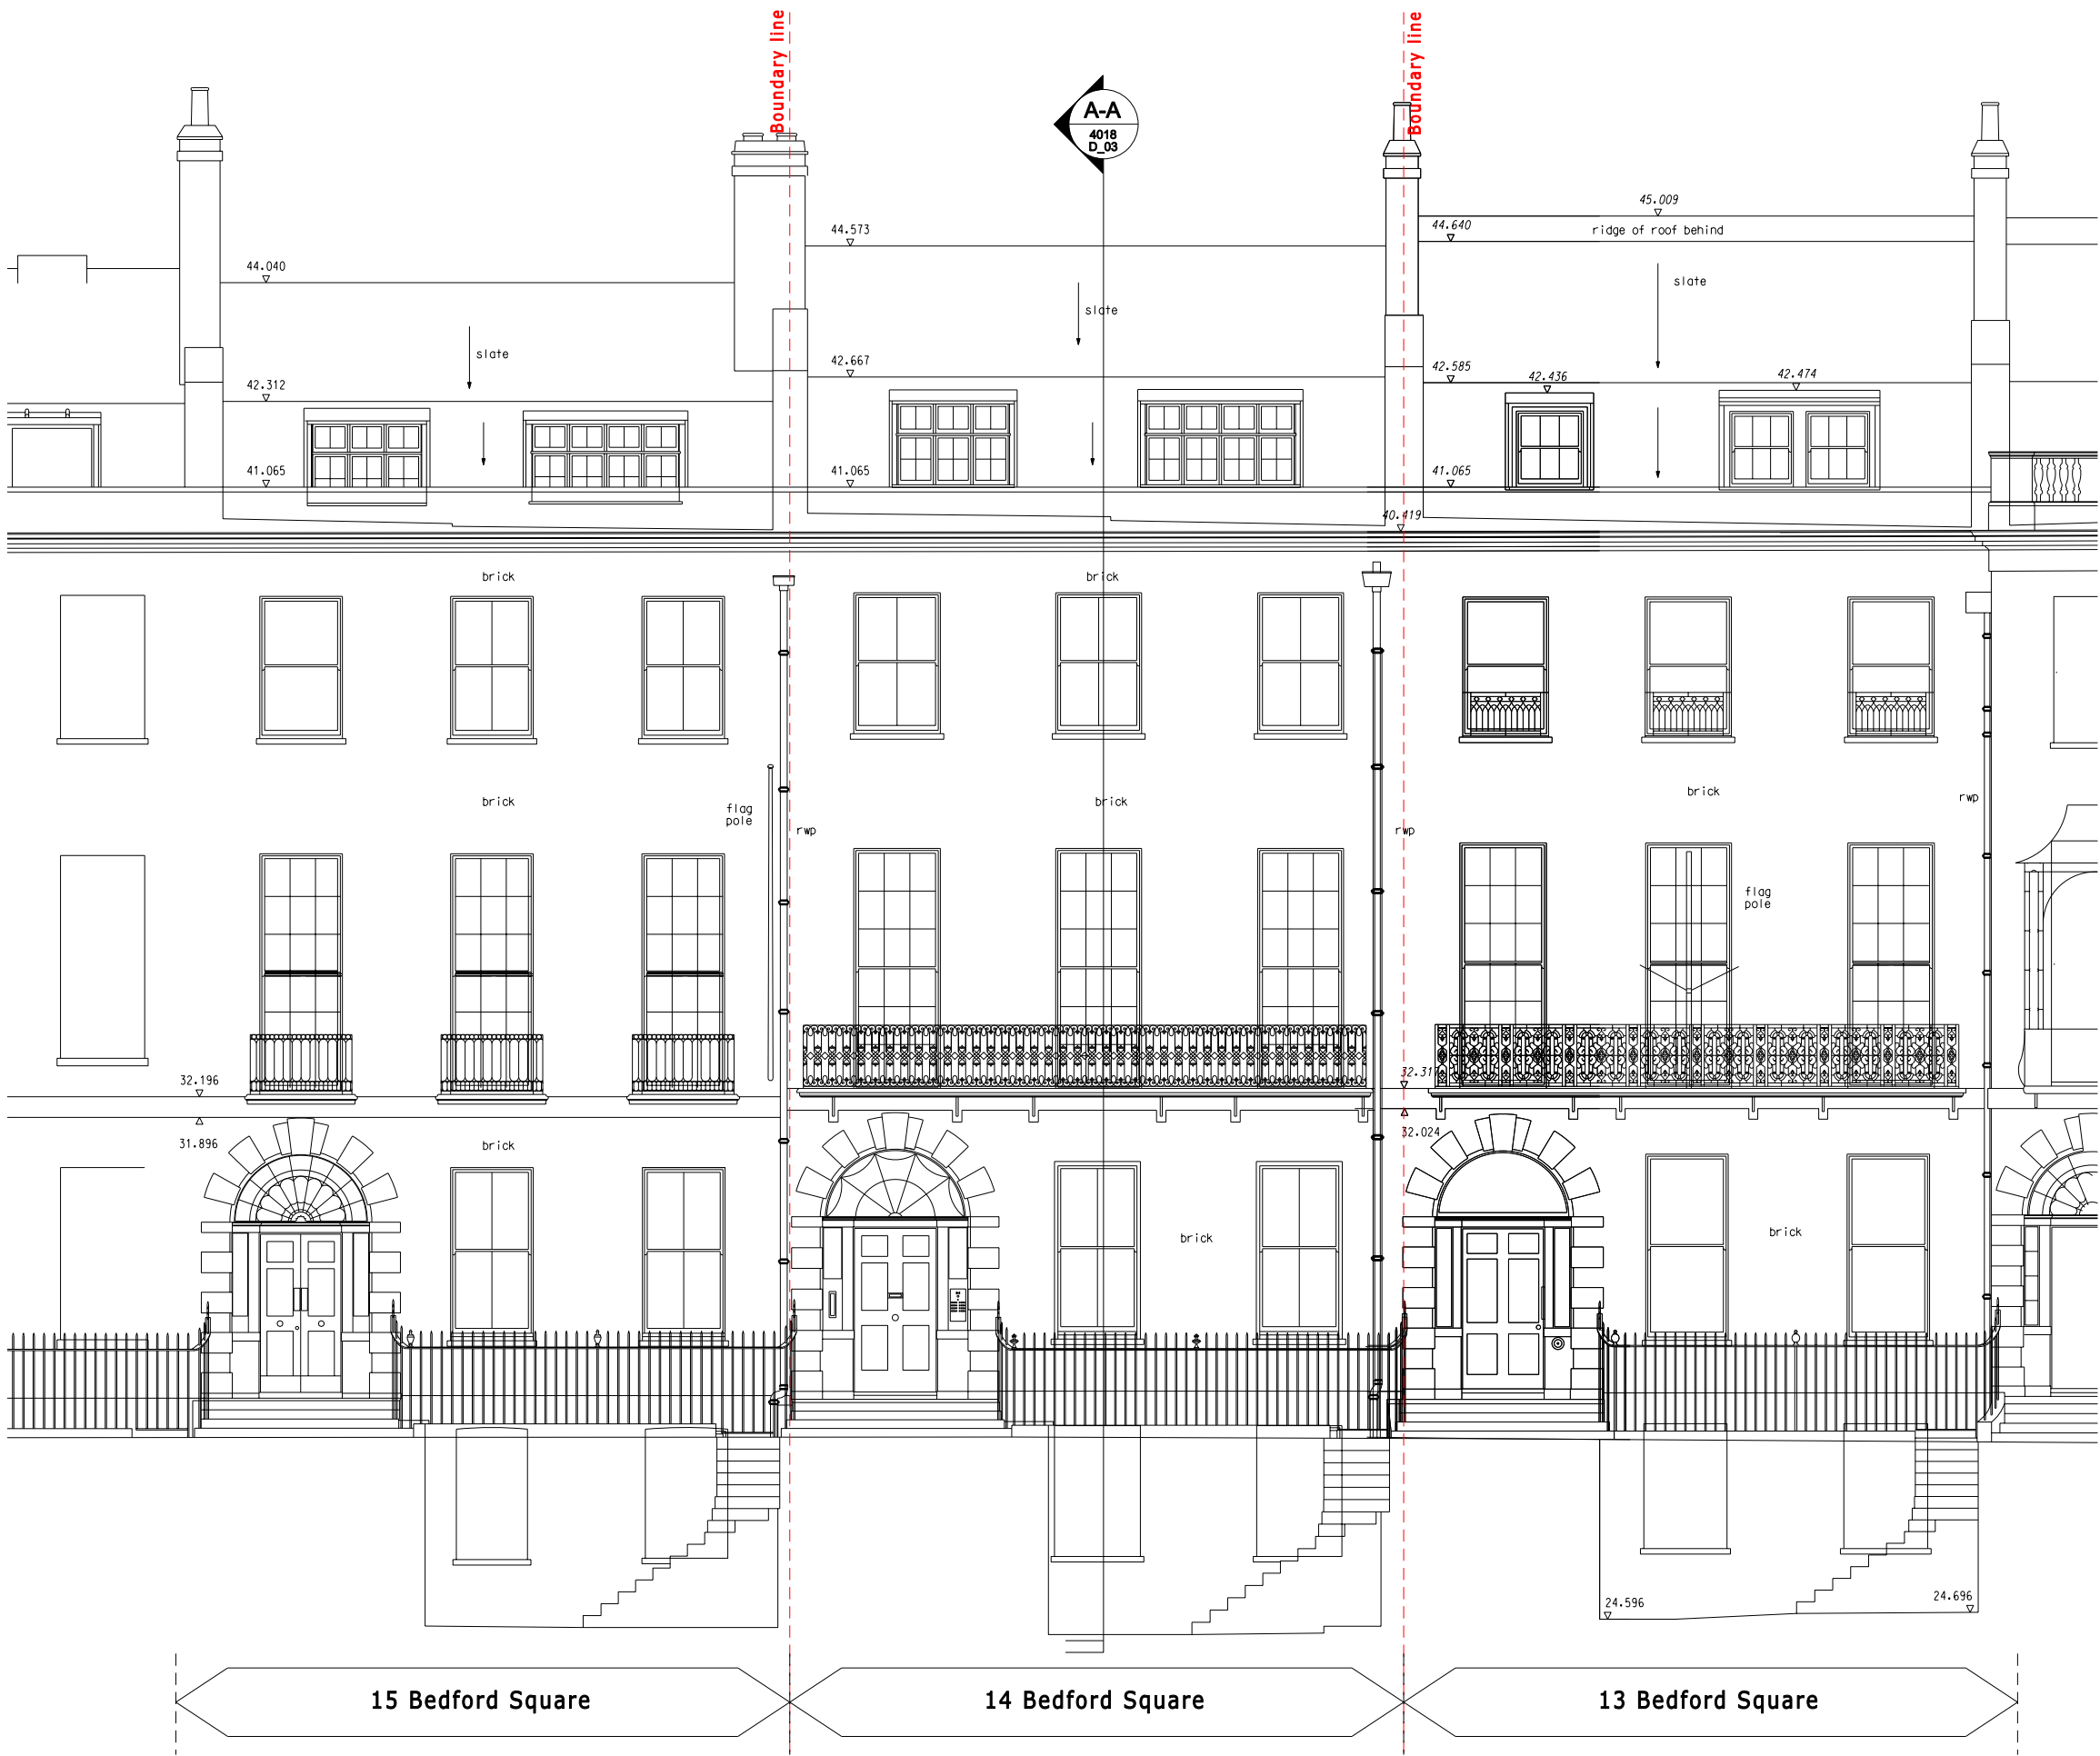 Boundary line
Boundary line
A-A
4018
D_03
45.009
44.640
ridge of roof behind
44.573
44.040
slate
slate
slate
42.667
42.585
42.436
42.474
42.312
41.065
41.065
41.065
40.419
brick
brick
brick
brick
brick
flag
pole
rwp
rwp
rwp
flag
pole
32.196
32.317
31.896
32.024
brick
brick
brick
24.596
24.696
15 Bedford Square
14 Bedford Square
13 Bedford Square